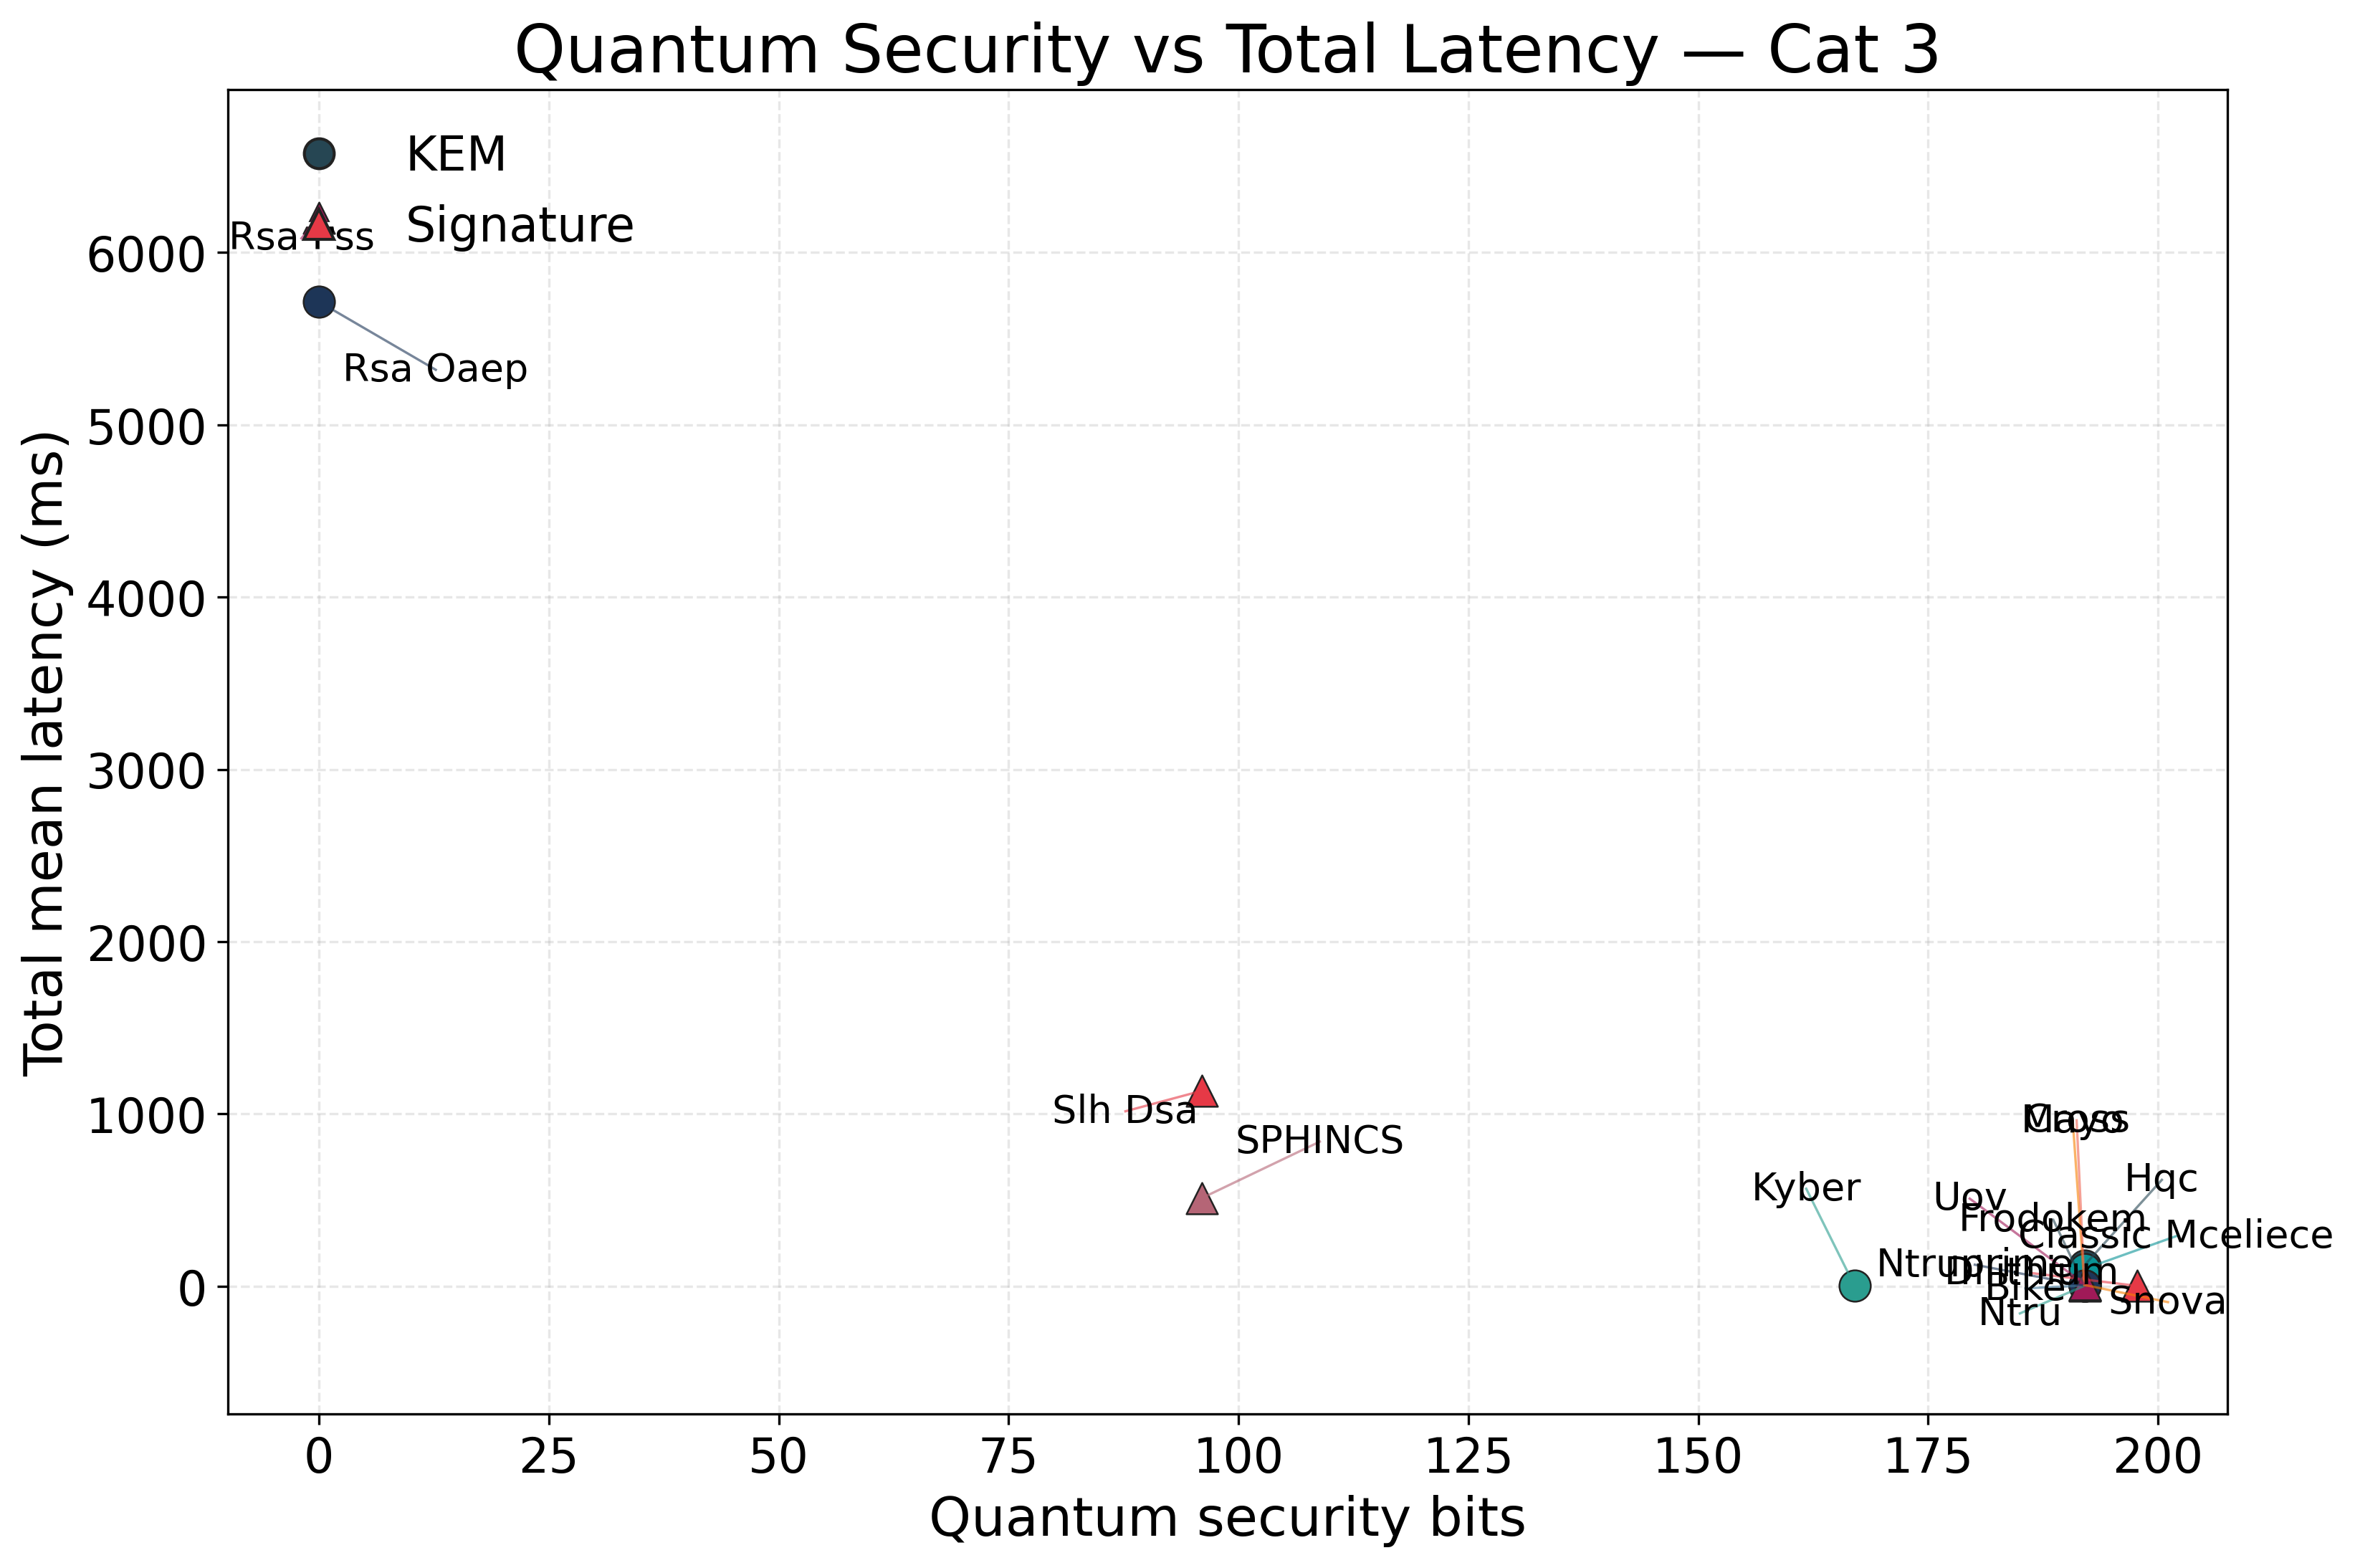 Quantum Security vs Total Latency — Cat 3
KEM
Signature
Rsa Oaep
Slh Dsa
SPHINCS
Kyber
Mayo
Cross
Hqc
Uov
Frodokem
Classic Mceliece
Ntruprime
Dilithium
Bike
Snova
Ntru
6000
5000
4000
3000
2000
1000
0
Total mean latency (ms)
0 25 50 75 100 125 150 175 200
Quantum security bits